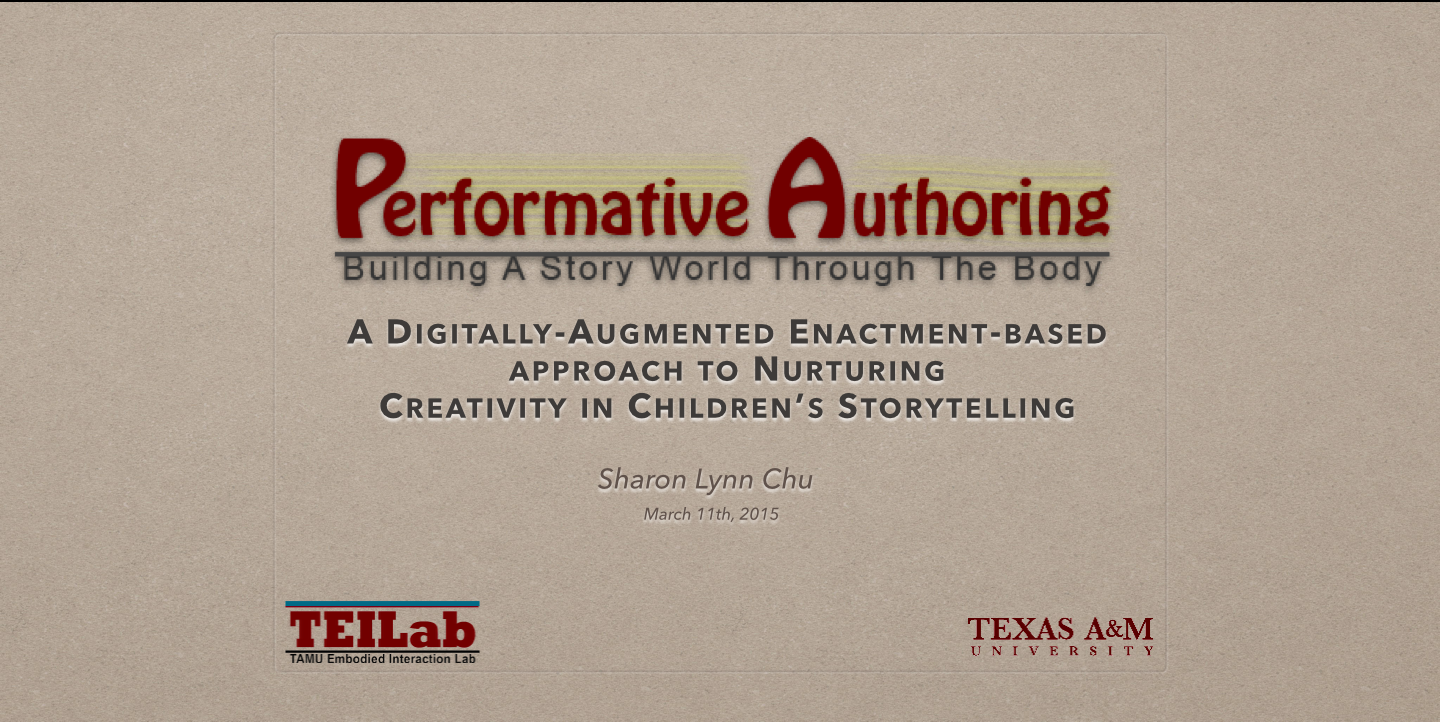 Performative Authoring
Building A Story World Through The Body
A Digitally-Augmented Enactment-based
approach to Nurturing
Creativity in Children’s Storytelling
Sharon Lynn Chu
March 11th, 2015
TEILab
TAMU Embodied Interaction Lab
TEXAS A&M
UNIVERSITY